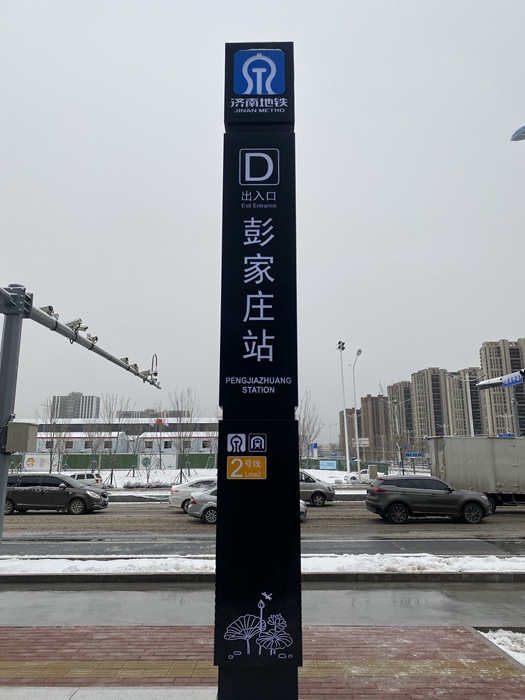 济南地铁
JINAN METRO
D
出入口
Exit Entrance
彭家庄站
PENGJIAZHUANG
STATION
2号线
Line2